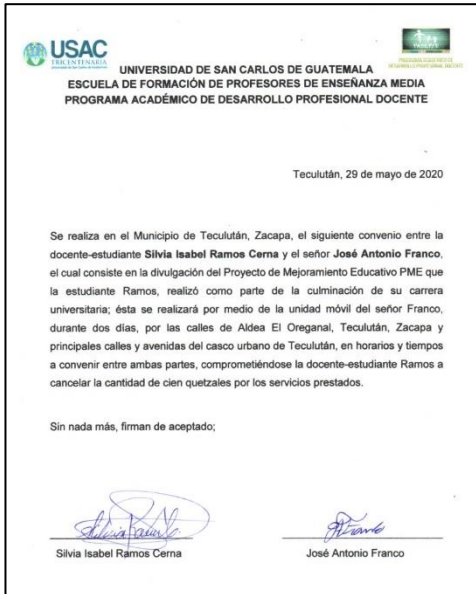 USAC
TRICENTENARIA
UNIVERSIDAD DE SAN CARLOS DE GUATEMALA
ESCUELA DE FORMACIÓN DE PROFESORES DE ENSEÑANZA MEDIA
PROGRAMA ACADÉMICO DE DESARROLLO PROFESIONAL DOCENTE
Teculután, 29 de mayo de 2020
Se realiza en el Municipio de Teculután, Zacapa, el siguiente convenio entre la
docente-estudiante Silvia Isabel Ramos Cerna y el señor José Antonio Franco,
el cual consiste en la divulgación del Proyecto de Mejoramiento Educativo PME que
la estudiante Ramos, realizó como parte de la culminación de su carrera
universitaria; ésta se realizará por medio de la unidad móvil del señor Franco,
durante dos días, por las calles de Aldea El Oreganal, Teculután, Zacapa y
principales calles y avenidas del casco urbano de Teculután, en horarios y tiempos
a convenir entre ambas partes, comprometiéndose la docente-estudiante Ramos a
cancelar la cantidad de cien quetzales por los servicios prestados.
Sin nada más, firman de aceptado;
Silvia Isabel Ramos Cerna
José Antonio Franco